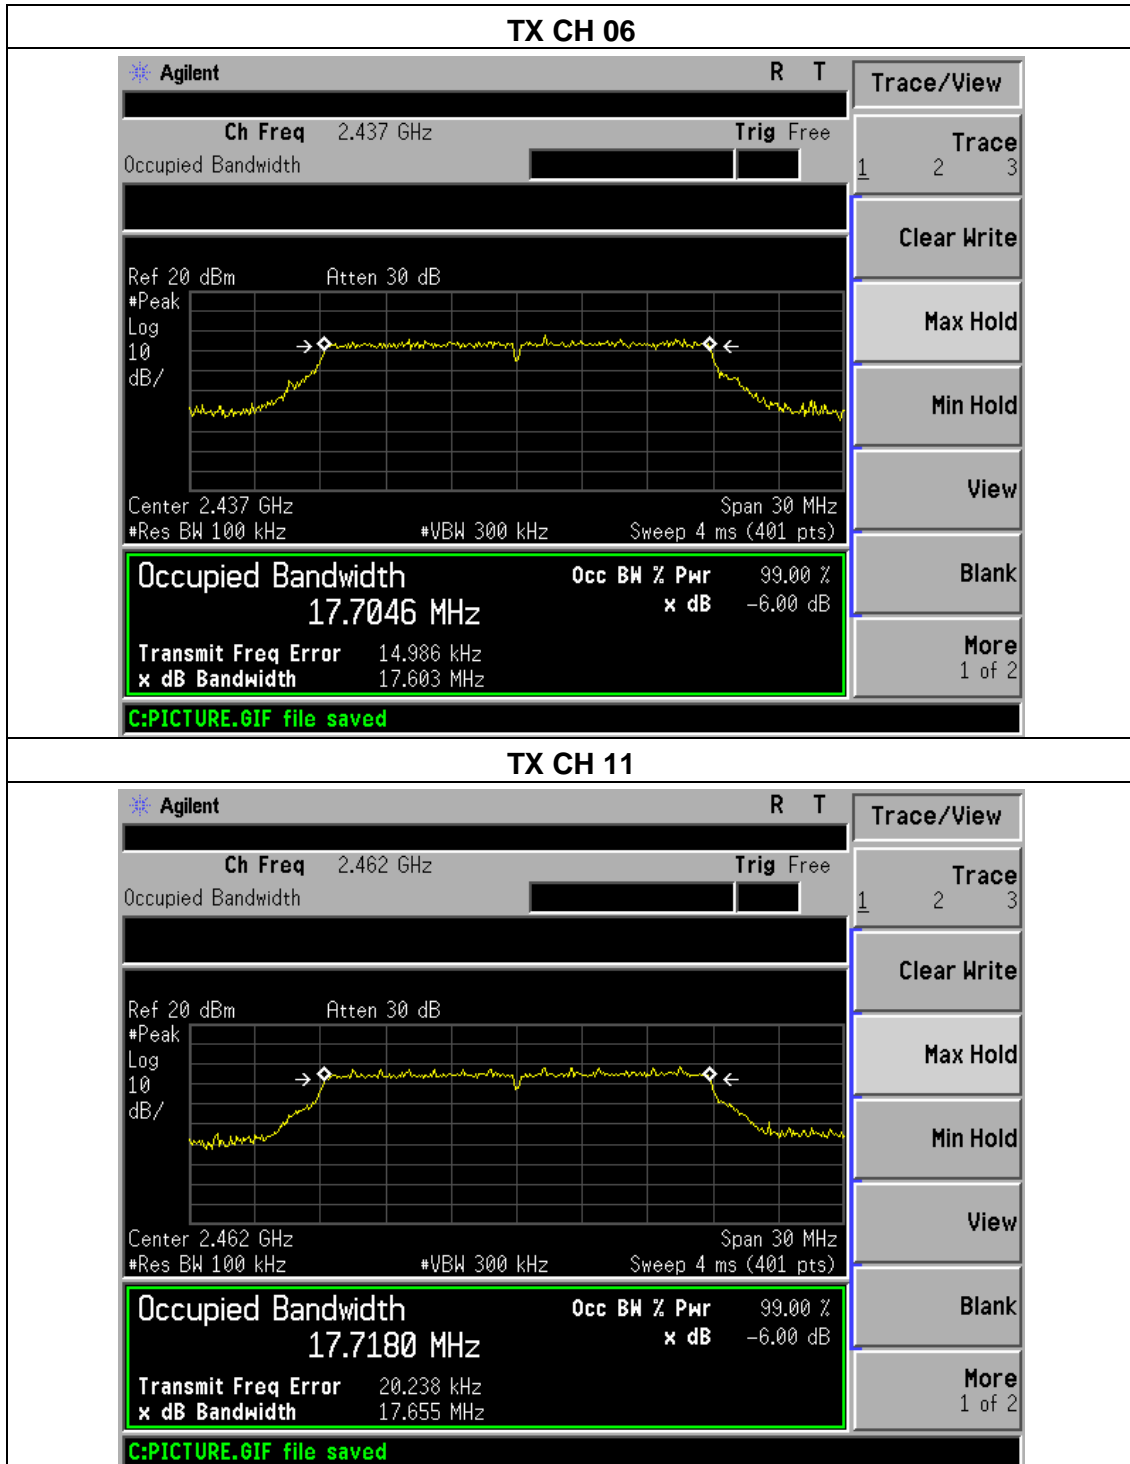 TX CH 06
Agilent R T
Trace/View
Ch Freq 2.437 GHz Trig Free
Occupied Bandwidth
Trace
1 2 3
Clear Write
Max Hold
Min Hold
View
Blank
More
1 of 2
Ref 20 dBm Atten 30 dB
#Peak
Log
10
dB/
Center 2.437 GHz Span 30 MHz
#Res BW 100 kHz #VBW 300 kHz Sweep 4 ms (401 pts)
Occupied Bandwidth Occ BW % Pwr 99.00 %
17.7046 MHz x dB -6.00 dB
Transmit Freq Error 14.986 kHz
x dB Bandwidth 17.603 MHz
C:PICTURE.GIF file saved
TX CH 11
Agilent R T
Trace/View
Ch Freq 2.462 GHz Trig Free
Occupied Bandwidth
Trace
1 2 3
Clear Write
Max Hold
Min Hold
View
Blank
More
1 of 2
Ref 20 dBm Atten 30 dB
#Peak
Log
10
dB/
Center 2.462 GHz Span 30 MHz
#Res BW 100 kHz #VBW 300 kHz Sweep 4 ms (401 pts)
Occupied Bandwidth Occ BW % Pwr 99.00 %
17.7180 MHz x dB -6.00 dB
Transmit Freq Error 20.238 kHz
x dB Bandwidth 17.655 MHz
C:PICTURE.GIF file saved